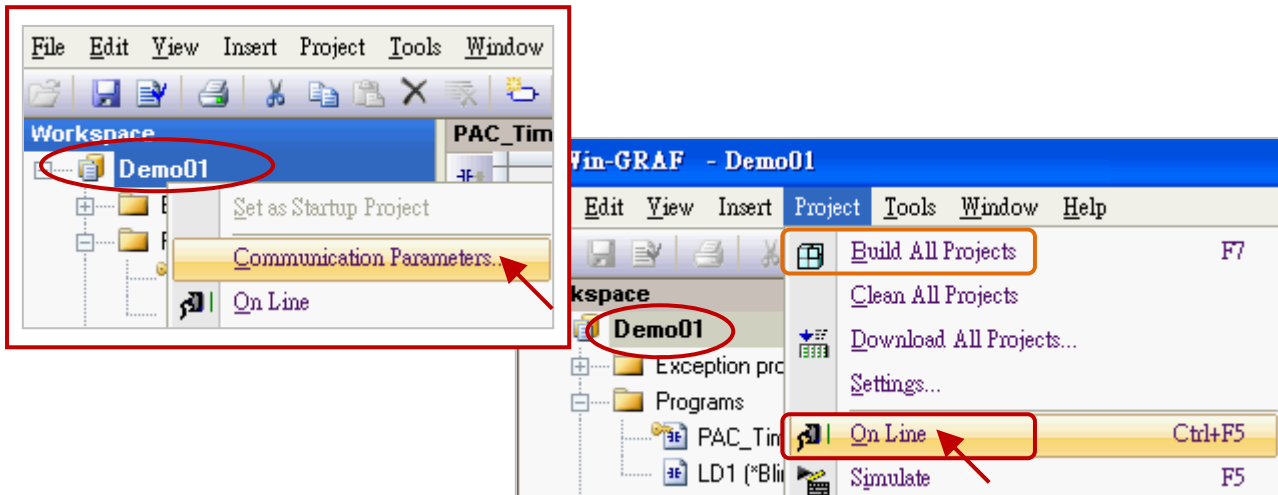 File Edit View Insert Project Tools Window
Workspace
PAC_Tim
Demo01
Set as Startup Project
Communication Parameters...
On Line
Win-GRAF - Demo01
Edit View Insert Project Tools Window Help
Build All Projects F7
kspace
Clean All Projects
Demo01
Download All Projects...
Exception pro
Settings...
Programs
PAC_Tim
On Line Ctrl+F5
LD1 (*Bli
Simulate F5